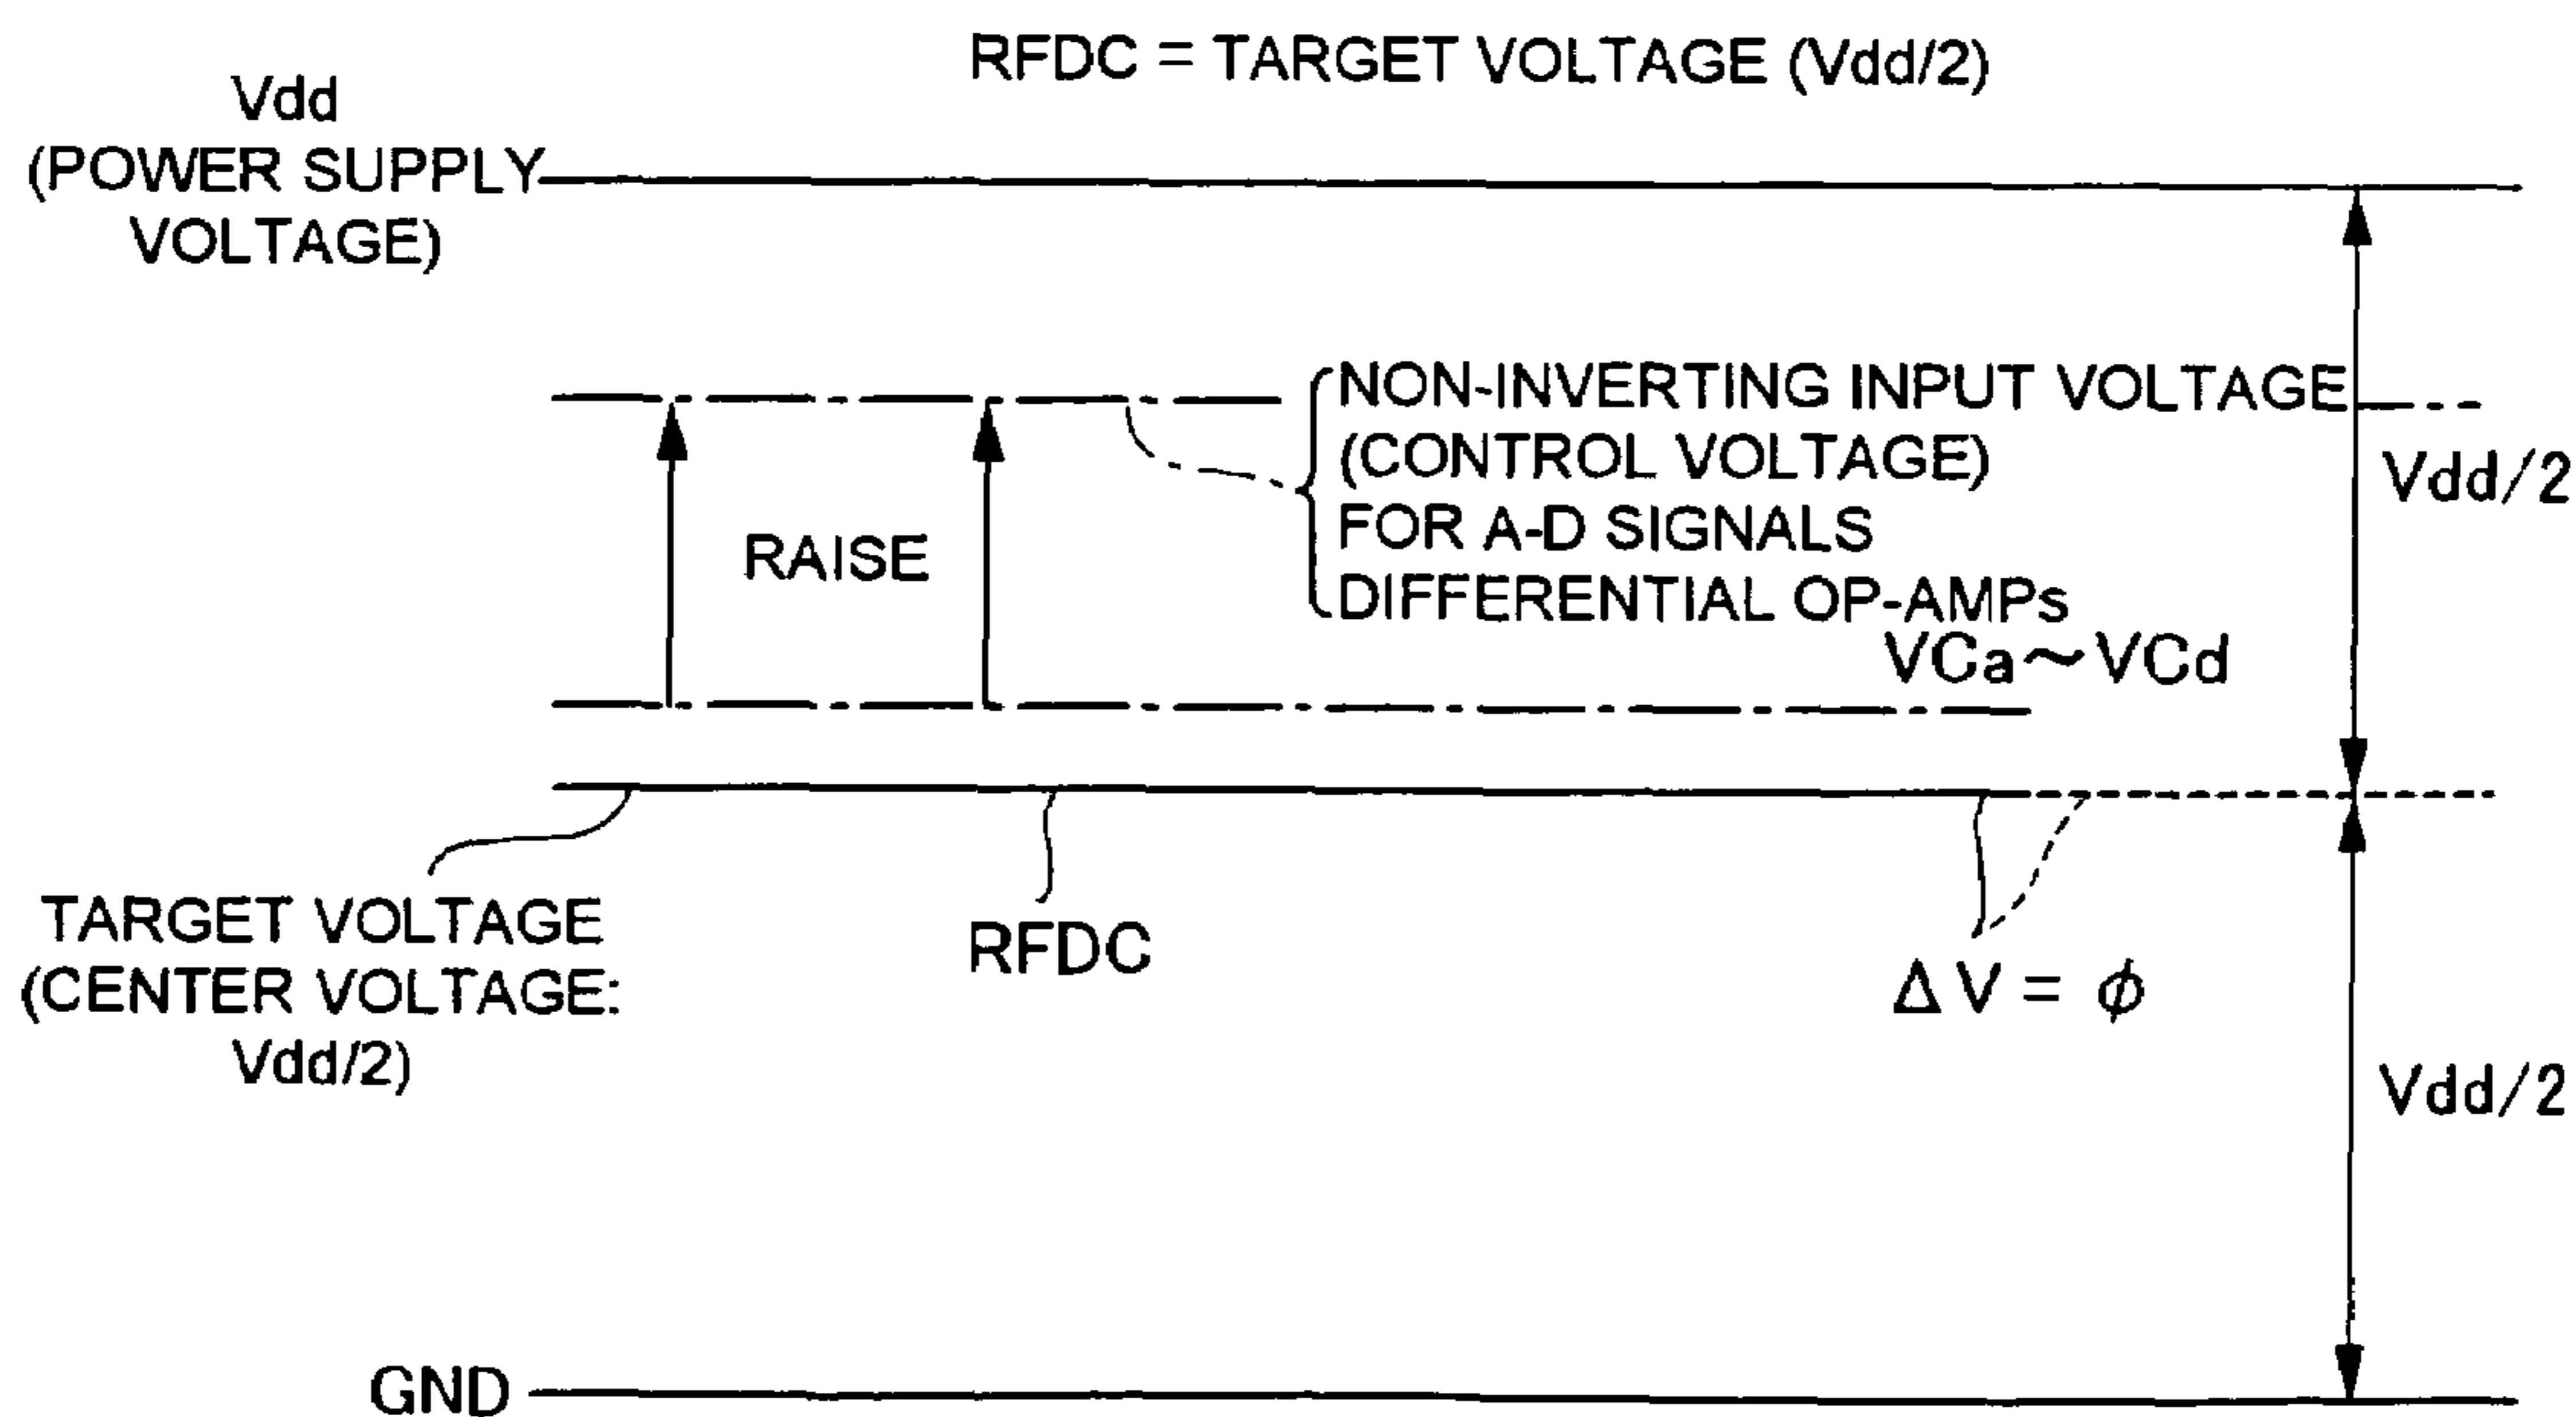 RFDC = TARGET VOLTAGE (Vdd/2)
Vdd
(POWER SUPPLY
VOLTAGE)
NON-INVERTING INPUT VOLTAGE
(CONTROL VOLTAGE)
FOR A-D SIGNALS
DIFFERENTIAL OP-AMPs
VCa～VCd
Vdd/2
RAISE
TARGET VOLTAGE
(CENTER VOLTAGE:
Vdd/2)
RFDC
ΔV = ϕ
Vdd/2
GND